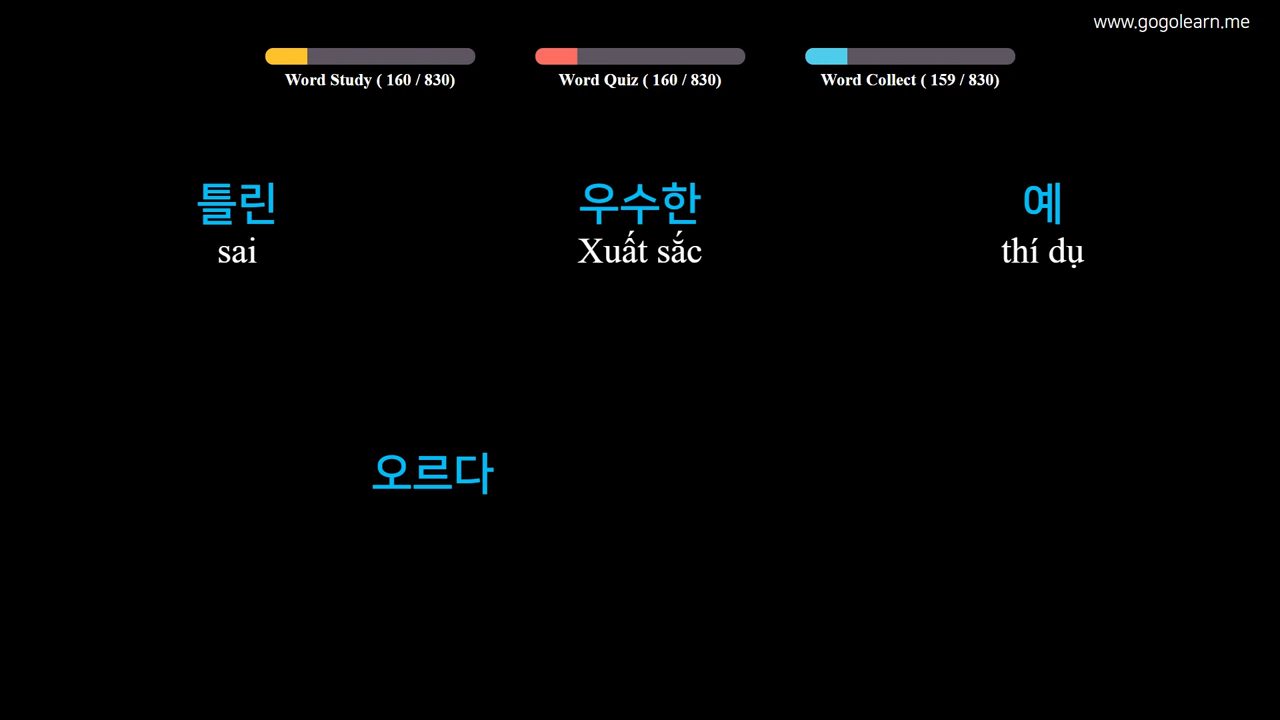 www.gogolearn.me
Word Study ( 160 / 830)
Word Quiz ( 160 / 830)
Word Collect ( 159 / 830)
틀린
sai
우수한
Xuất sắc
예
thí dụ
오르다